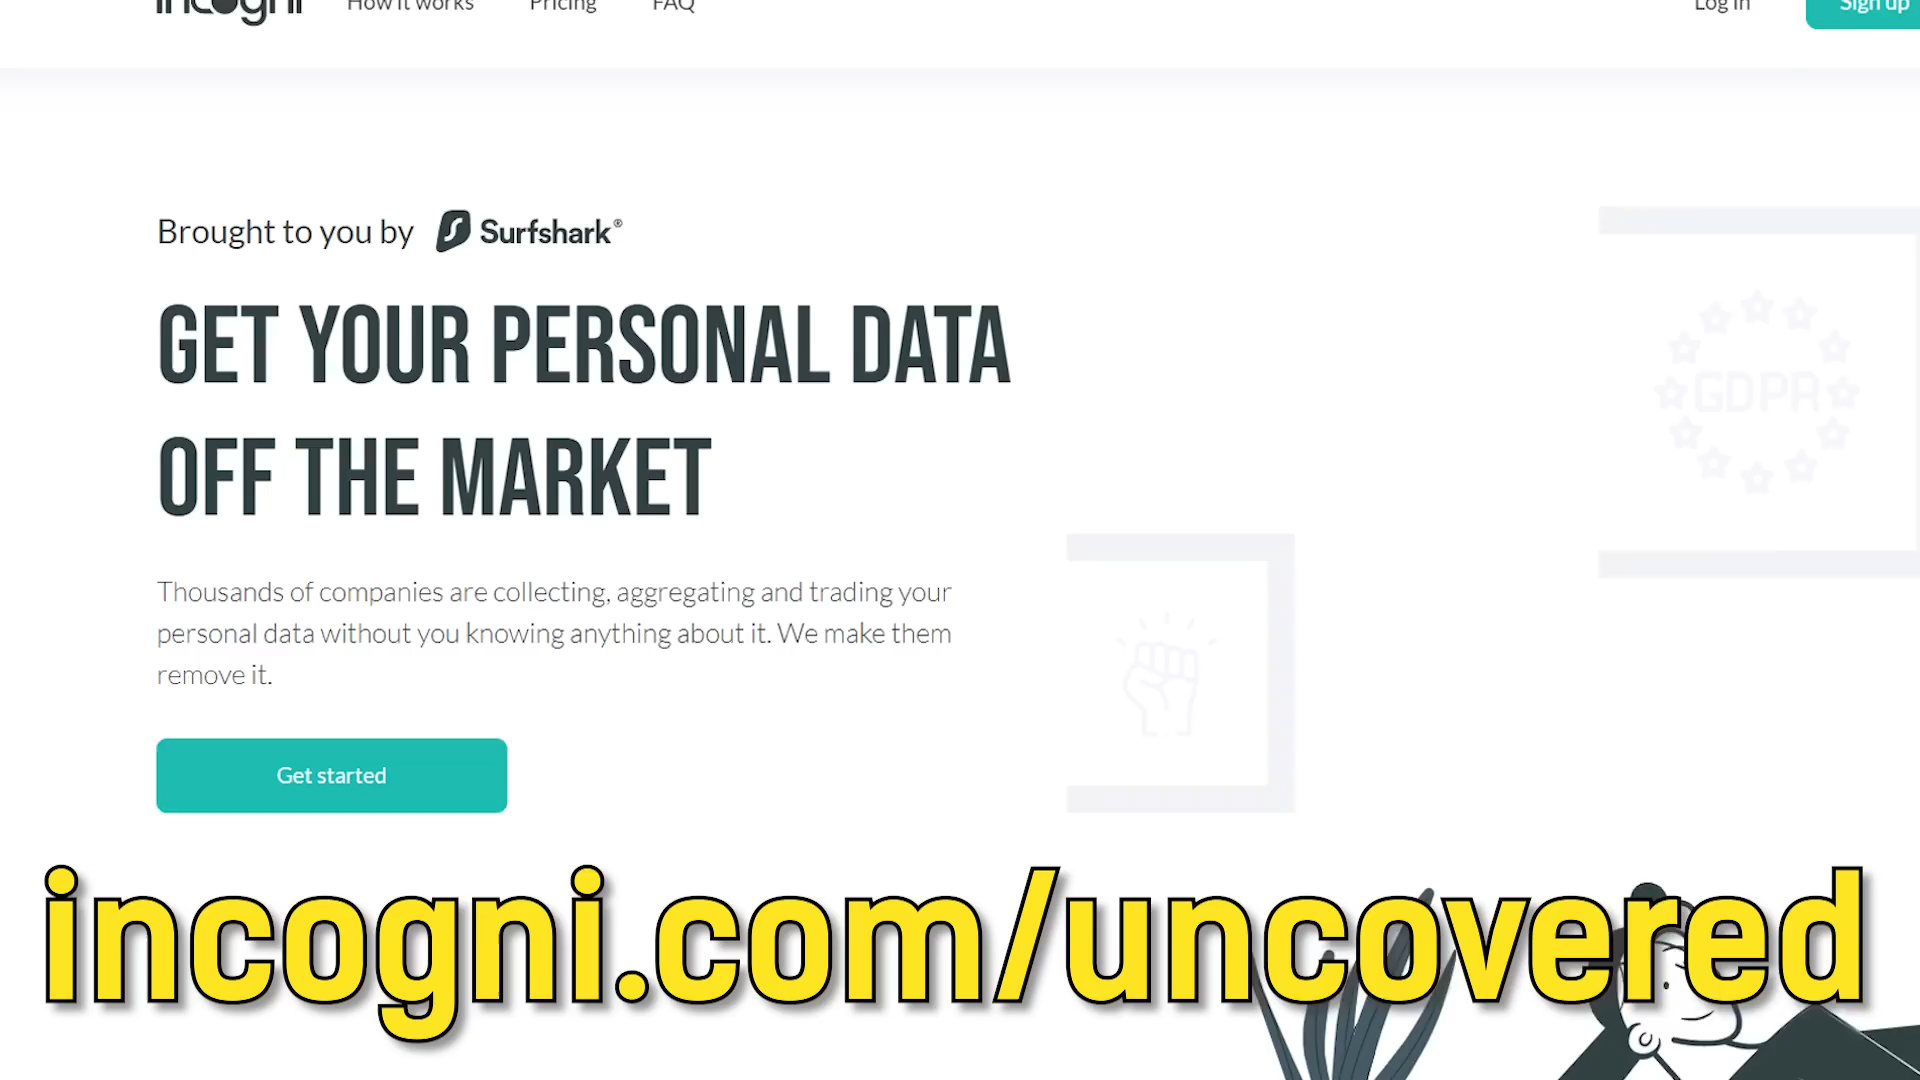 incogni How it works Pricing FAQ Log in Sign up
Brought to you by Surfshark®
GET YOUR PERSONAL DATA
OFF THE MARKET
GDPR
Thousands of companies are collecting, aggregating and trading your
personal data without you knowing anything about it. We make them
remove it.
Get started
incogni.com/uncovered